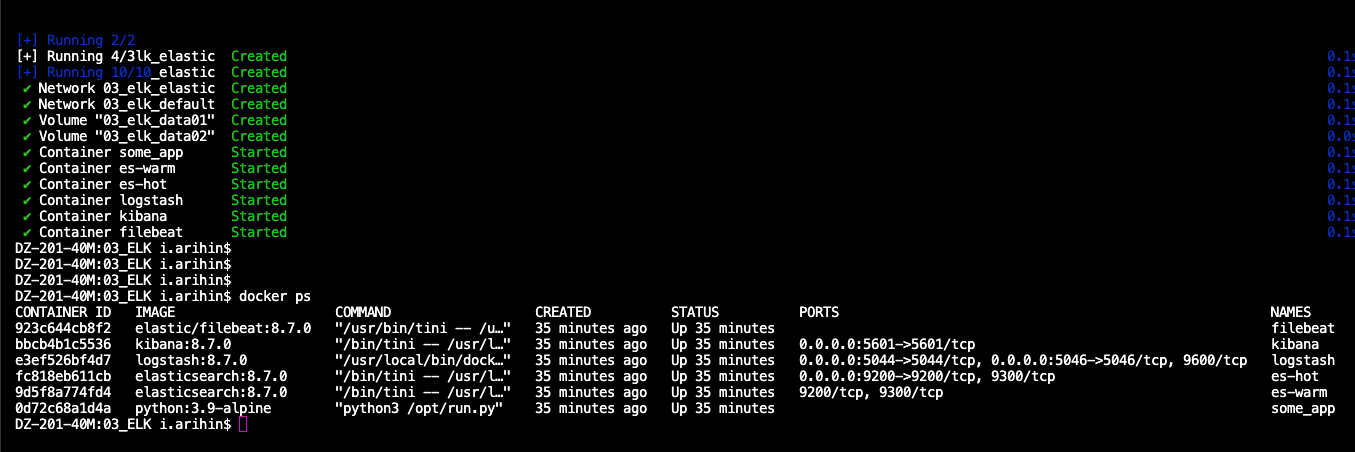 [+] Running 2/2
[+] Running 4/3lk_elastic  Created 0.1s
[+] Running 10/10_elastic  Created 0.1s
✔ Network 03_elk_elastic  Created 0.1s
✔ Network 03_elk_default  Created 0.1s
✔ Volume "03_elk_data01"  Created 0.1s
✔ Volume "03_elk_data02"  Created 0.0s
✔ Container some_app  Started 0.1s
✔ Container es-warm  Started 0.1s
✔ Container es-hot  Started 0.1s
✔ Container logstash  Started 0.1s
✔ Container kibana  Started 0.1s
✔ Container filebeat  Started 0.1s
DZ-201-40M:03_ELK i.arihin$
DZ-201-40M:03_ELK i.arihin$
DZ-201-40M:03_ELK i.arihin$
DZ-201-40M:03_ELK i.arihin$ docker ps
CONTAINER ID   IMAGE   COMMAND   CREATED   STATUS   PORTS   NAMES
923c644cb8f2   elastic/filebeat:8.7.0   "/usr/bin/tini -- /u…"   35 minutes ago   Up 35 minutes   filebeat
bbcb4b1c5536   kibana:8.7.0   "/bin/tini -- /usr/l…"   35 minutes ago   Up 35 minutes   0.0.0.0:5601->5601/tcp   kibana
e3ef526bf4d7   logstash:8.7.0   "/usr/local/bin/dock…"   35 minutes ago   Up 35 minutes   0.0.0.0:5044->5044/tcp, 0.0.0.0:5046->5046/tcp, 9600/tcp   logstash
fc818eb611cb   elasticsearch:8.7.0   "/bin/tini -- /usr/l…"   35 minutes ago   Up 35 minutes   0.0.0.0:9200->9200/tcp, 9300/tcp   es-hot
9d5f8a774fd4   elasticsearch:8.7.0   "/bin/tini -- /usr/l…"   35 minutes ago   Up 35 minutes   9200/tcp, 9300/tcp   es-warm
0d72c68a1d4a   python:3.9-alpine   "python3 /opt/run.py"   35 minutes ago   Up 35 minutes   some_app
DZ-201-40M:03_ELK i.arihin$